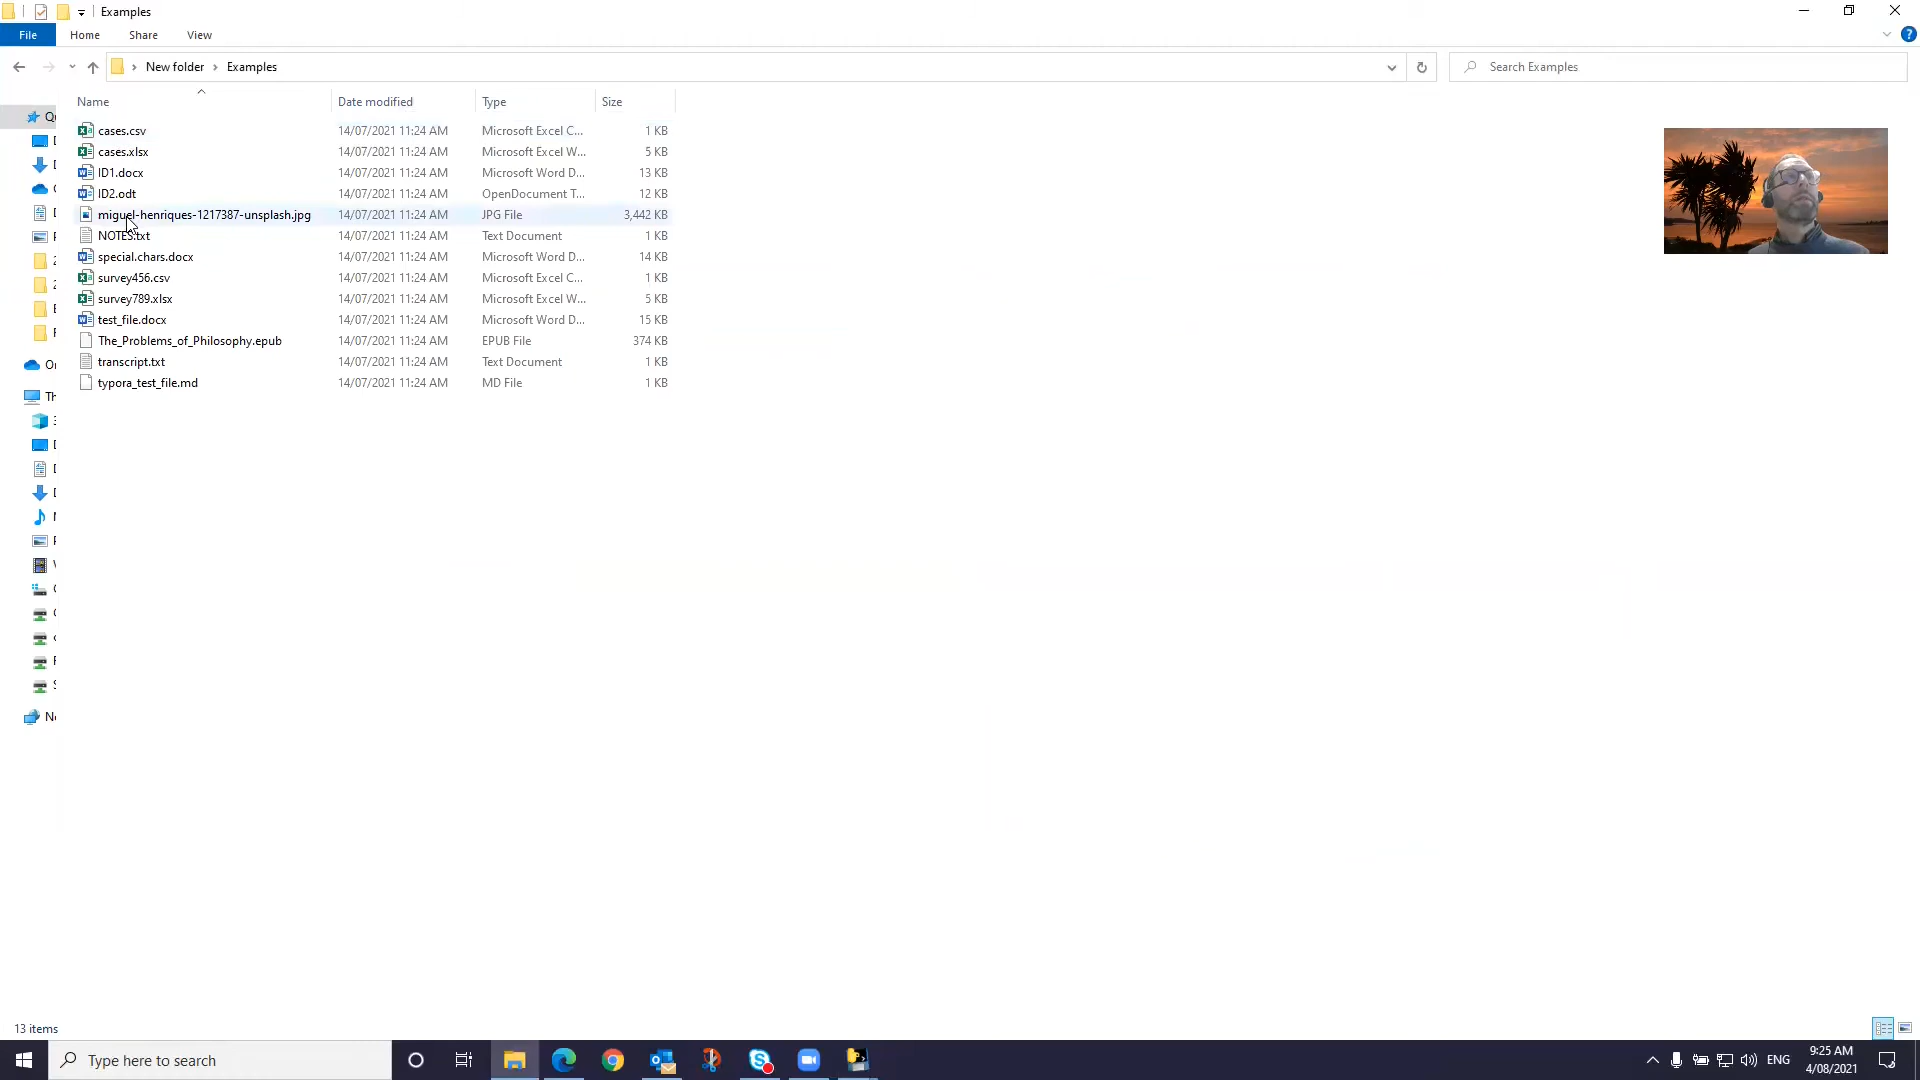 Examples
File Home Share View
New folder > Examples
Search Examples
Name Date modified Type Size
cases.csv 14/07/2021 11:24 AM Microsoft Excel C... 1 KB
cases.xlsx 14/07/2021 11:24 AM Microsoft Excel W... 5 KB
ID1.docx 14/07/2021 11:24 AM Microsoft Word D... 13 KB
ID2.odt 14/07/2021 11:24 AM OpenDocument T... 12 KB
miguel-henriques-1217387-unsplash.jpg 14/07/2021 11:24 AM JPG File 3,442 KB
NOTES.txt 14/07/2021 11:24 AM Text Document 1 KB
special.chars.docx 14/07/2021 11:24 AM Microsoft Word D... 14 KB
survey456.csv 14/07/2021 11:24 AM Microsoft Excel C... 1 KB
survey789.xlsx 14/07/2021 11:24 AM Microsoft Excel W... 5 KB
test_file.docx 14/07/2021 11:24 AM Microsoft Word D... 15 KB
The_Problems_of_Philosophy.epub 14/07/2021 11:24 AM EPUB File 374 KB
transcript.txt 14/07/2021 11:24 AM Text Document 1 KB
typora_test_file.md 14/07/2021 11:24 AM MD File 1 KB
13 items
Type here to search
ENG
9:25 AM
4/08/2021